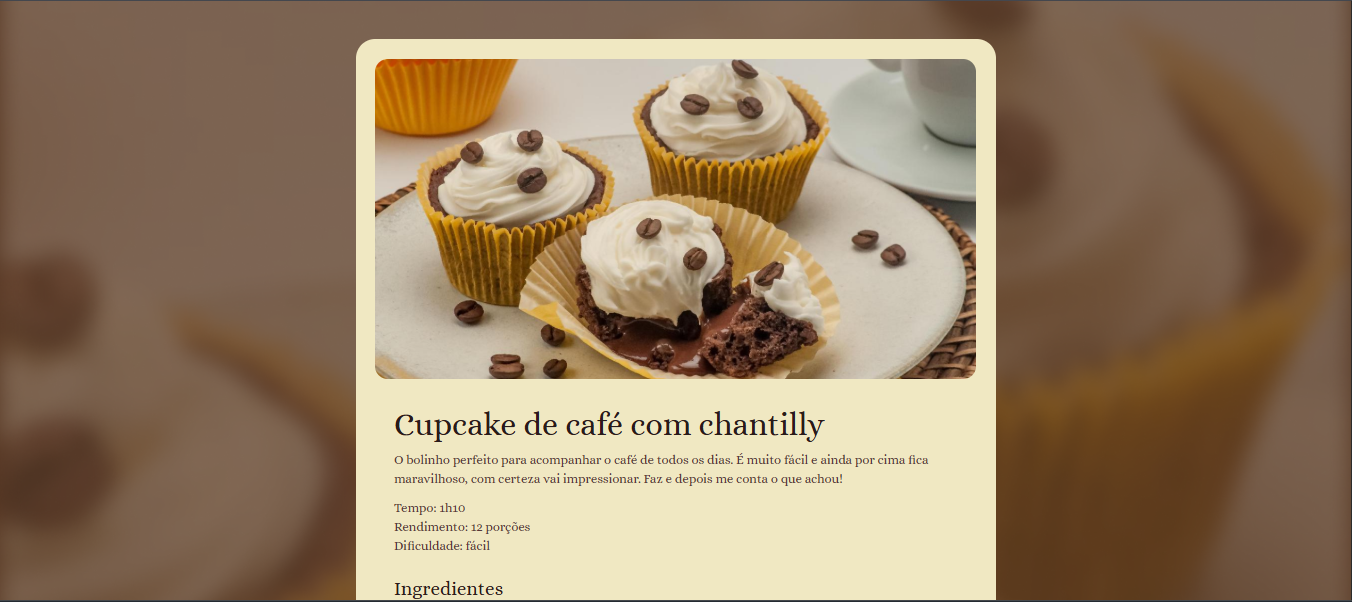 Cupcake de café com chantilly
O bolinho perfeito para acompanhar o café de todos os dias. É muito fácil e ainda por cima fica
maravilhoso, com certeza vai impressionar. Faz e depois me conta o que achou!
Tempo: 1h10
Rendimento: 12 porções
Dificuldade: fácil
Ingredientes